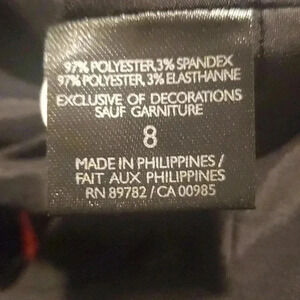 97% POLYESTER, 3% SPANDEX
97% POLYESTER, 3% ELASTHANNE
EXCLUSIVE OF DECORATIONS
SAUF GARNITURE
8
MADE IN PHILIPPINES /
FAIT AUX PHILIPPINES
RN 89782 / CA 00985